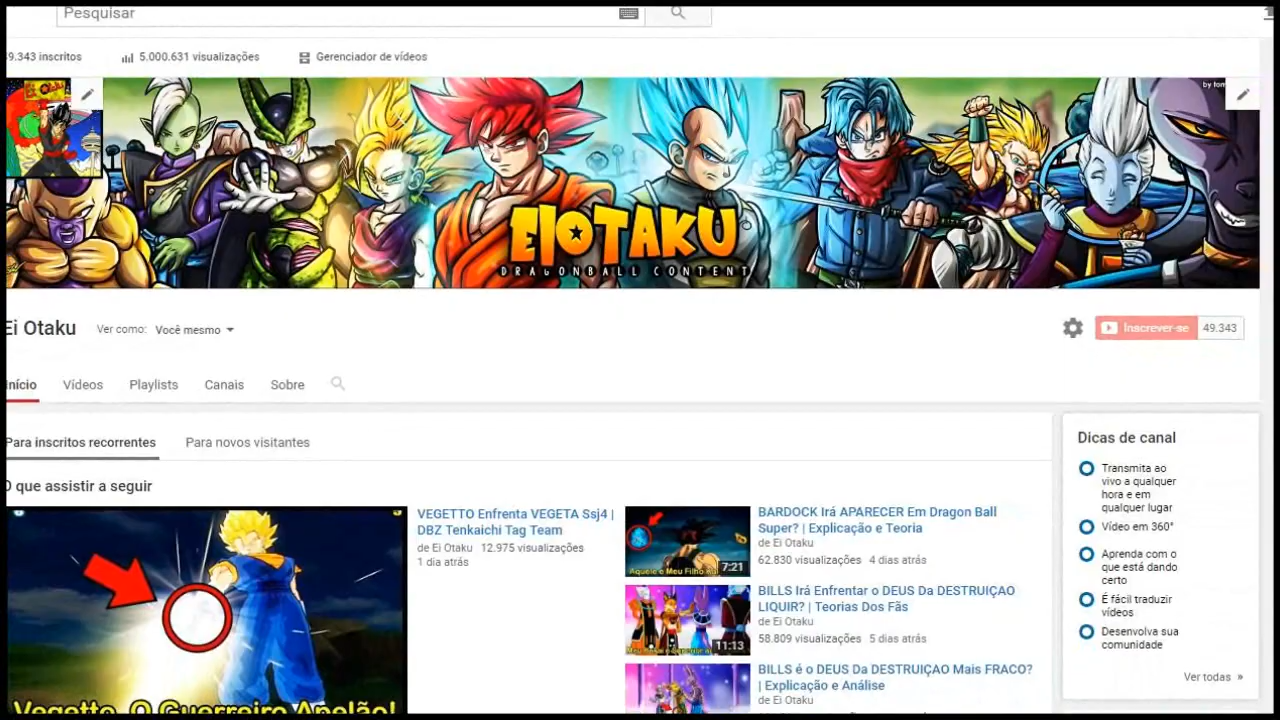 Pesquisar
49.343 inscritos
5.000.631 visualizações
Gerenciador de vídeos
by tom
EIOTAKU
DRAGONBALL CONTENT
Ei Otaku
Ver como: Você mesmo
Inscrever-se 49.343
Início Vídeos Playlists Canais Sobre
Para inscritos recorrentes
Para novos visitantes
O que assistir a seguir
Vegetto, O Guerreiro Apelão!
VEGETTO Enfrenta VEGETA Ssj4 |
DBZ Tenkaichi Tag Team
de Ei Otaku 12.975 visualizações
1 dia atrás
Aquele e Meu Filho
7:21
BARDOCK Irá APARECER Em Dragon Ball
Super? | Explicação e Teoria
de Ei Otaku
62.830 visualizações 4 dias atrás
11:13
BILLS Irá Enfrentar o DEUS Da DESTRUIÇAO
LIQUIR? | Teorias Dos Fãs
de Ei Otaku
58.809 visualizações 5 dias atrás
BILLS é o DEUS Da DESTRUIÇAO Mais FRACO?
| Explicação e Análise
de Ei Otaku
Dicas de canal
Transmita ao
vivo a qualquer
hora e em
qualquer lugar
Vídeo em 360°
Aprenda com o
que está dando
certo
É fácil traduzir
vídeos
Desenvolva sua
comunidade
Ver todas »